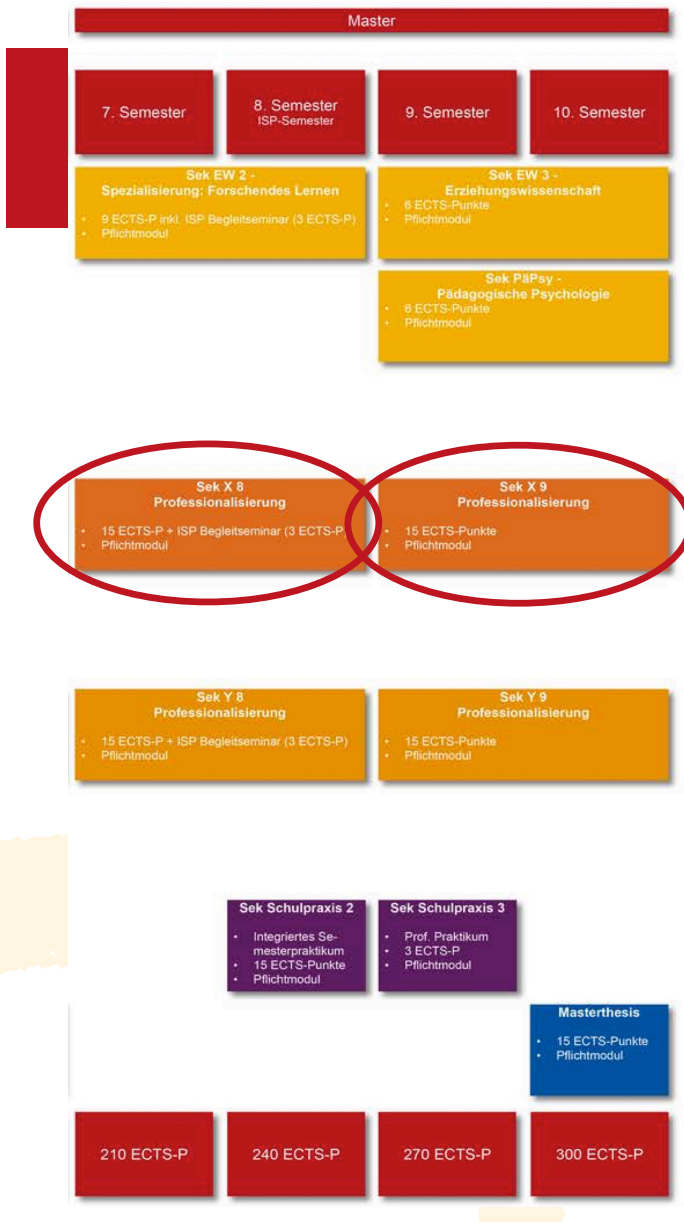 Master
7. Semester
8. Semester
ISP-Semester
9. Semester
10. Semester
Sek EW 2 -
Spezialisierung: Forschendes Lernen
• 9 ECTS-P inkl. ISP Begleitseminar (3 ECTS-P)
• Pflichtmodul
Sek EW 3 -
Erziehungswissenschaft
• 6 ECTS-Punkte
• Pflichtmodul
Sek PäPsy -
Pädagogische Psychologie
• 6 ECTS-Punkte
• Pflichtmodul
Sek X 8
Professionalisierung
• 15 ECTS-P + ISP Begleitseminar (3 ECTS-P)
• Pflichtmodul
Sek X 9
Professionalisierung
• 15 ECTS-Punkte
• Pflichtmodul
Sek Y 8
Professionalisierung
• 15 ECTS-P + ISP Begleitseminar (3 ECTS-P)
• Pflichtmodul
Sek Y 9
Professionalisierung
• 15 ECTS-Punkte
• Pflichtmodul
Sek Schulpraxis 2
• Integriertes Se-
mesterpraktikum
• 15 ECTS-Punkte
• Pflichtmodul
Sek Schulpraxis 3
• Prof. Praktikum
• 3 ECTS-P
• Pflichtmodul
Masterthesis
• 15 ECTS-Punkte
• Pflichtmodul
210 ECTS-P
240 ECTS-P
270 ECTS-P
300 ECTS-P